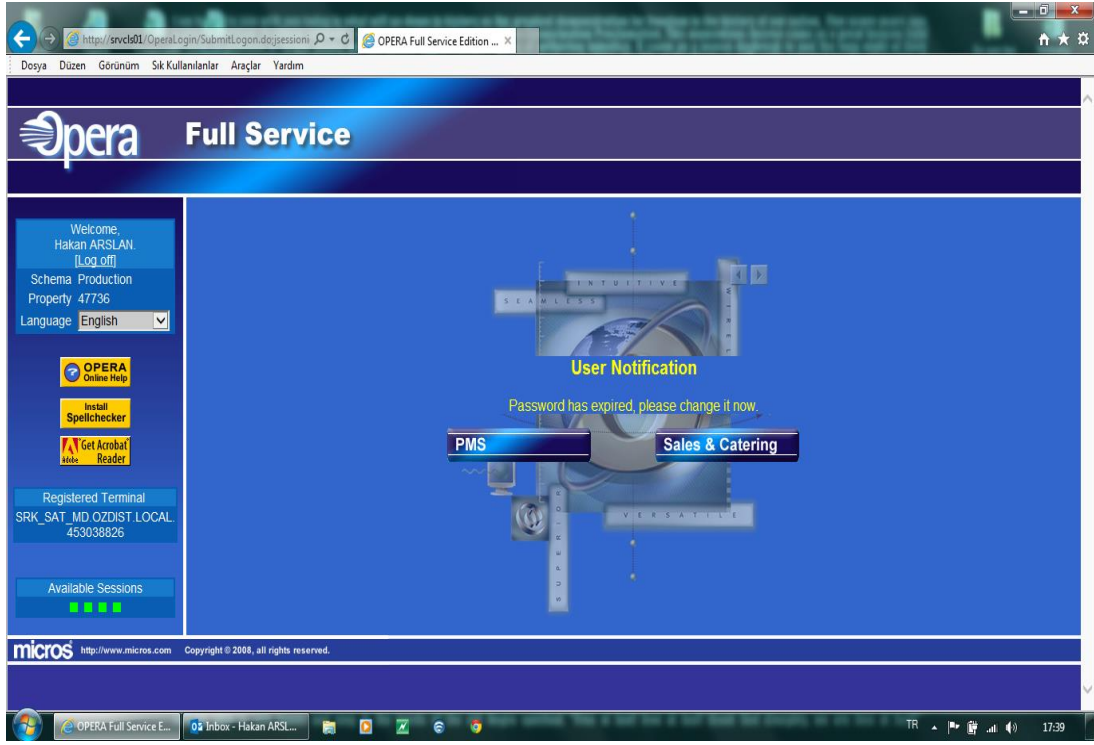 http://srvcls01/OperaLogin/SubmitLogon.do;jsessioni
OPERA Full Service Edition ...
Dosya Düzen Görünüm Sık Kullanılanlar Araçlar Yardım
Opera Full Service
Welcome,
Hakan ARSLAN.
[Log off]
Schema Production
Property 47736
Language English
OPERA
Online Help
Install
Spellchecker
Get Acrobat
Adobe Reader
Registered Terminal
SRK_SAT_MD.OZDIST.LOCAL.
453038826
Available Sessions
INTUITIVE
SEAMLESS
WIREL
User Notification
Password has expired, please change it now.
PMS
Sales & Catering
VERSATILE
SUPERIOR
micros http://www.micros.com Copyright © 2008, all rights reserved.
OPERA Full Service E...
Inbox - Hakan ARSL...
TR
17:39